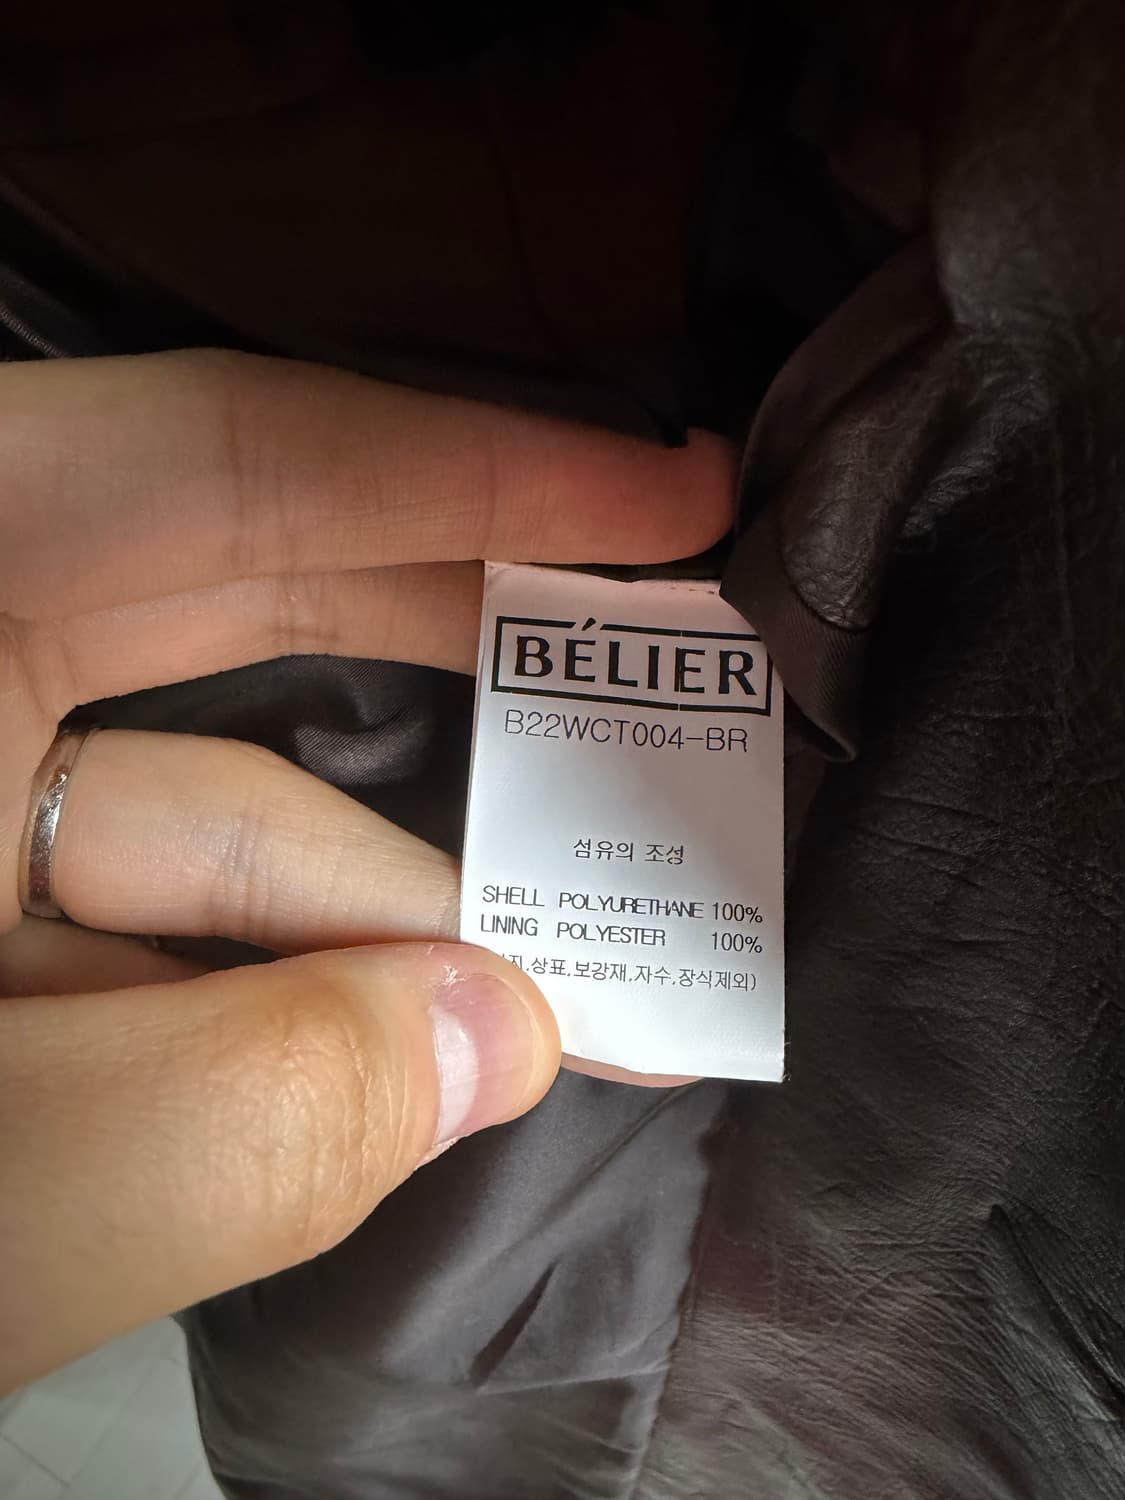 BÉLIER
B22WCT004-BR
섬유의 조성
SHELL POLYURETHANE 100%
LINING POLYESTER 100%
상표,보강재,자수,장식제외)